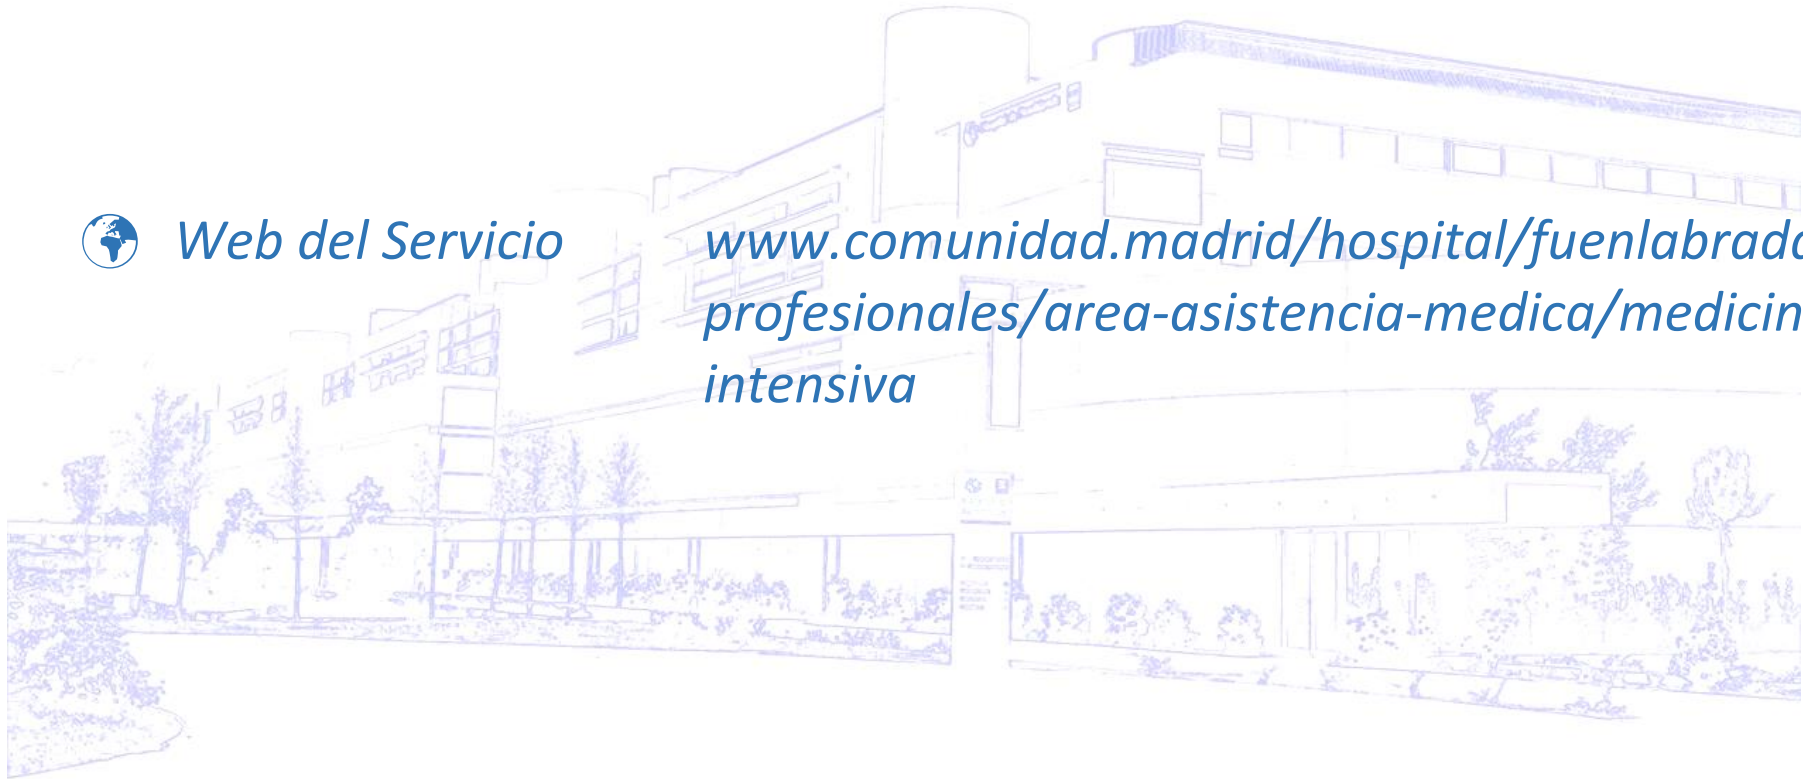 Web del Servicio www.comunidad.madrid/hospital/fuenlabrada
profesionales/area-asistencia-medica/medicin
intensiva